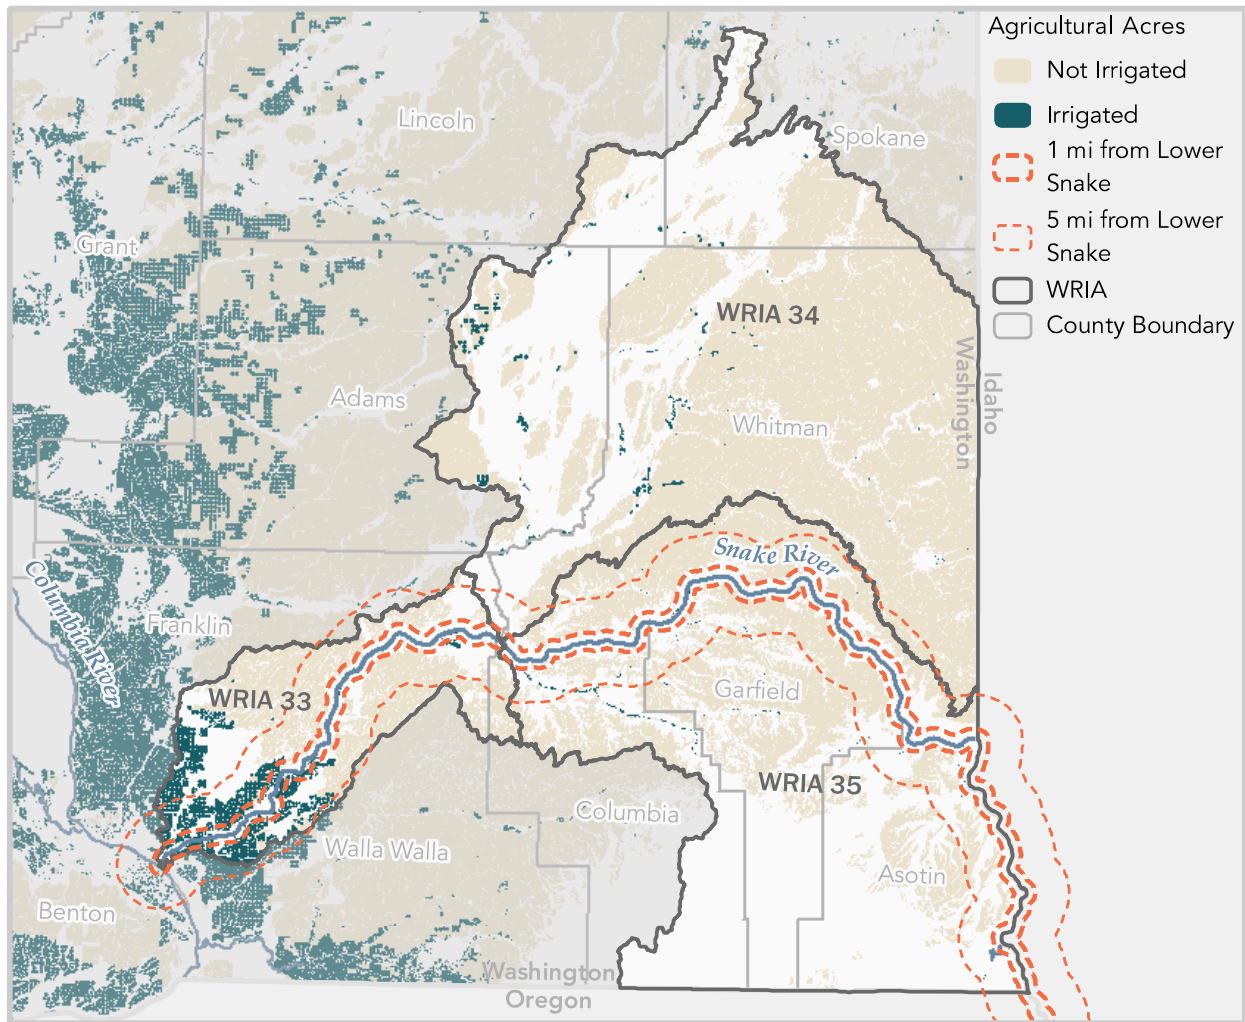 Agricultural Acres
Not Irrigated
Irrigated
1 mi from Lower
Snake
5 mi from Lower
Snake
WRIA
County Boundary
Lincoln
Spokane
Grant
WRIA 34
Adams
Whitman
Washington
Idaho
Snake River
Columbia River
Franklin
WRIA 33
Garfield
WRIA 35
Columbia
Walla Walla
Asotin
Benton
Washington
Oregon